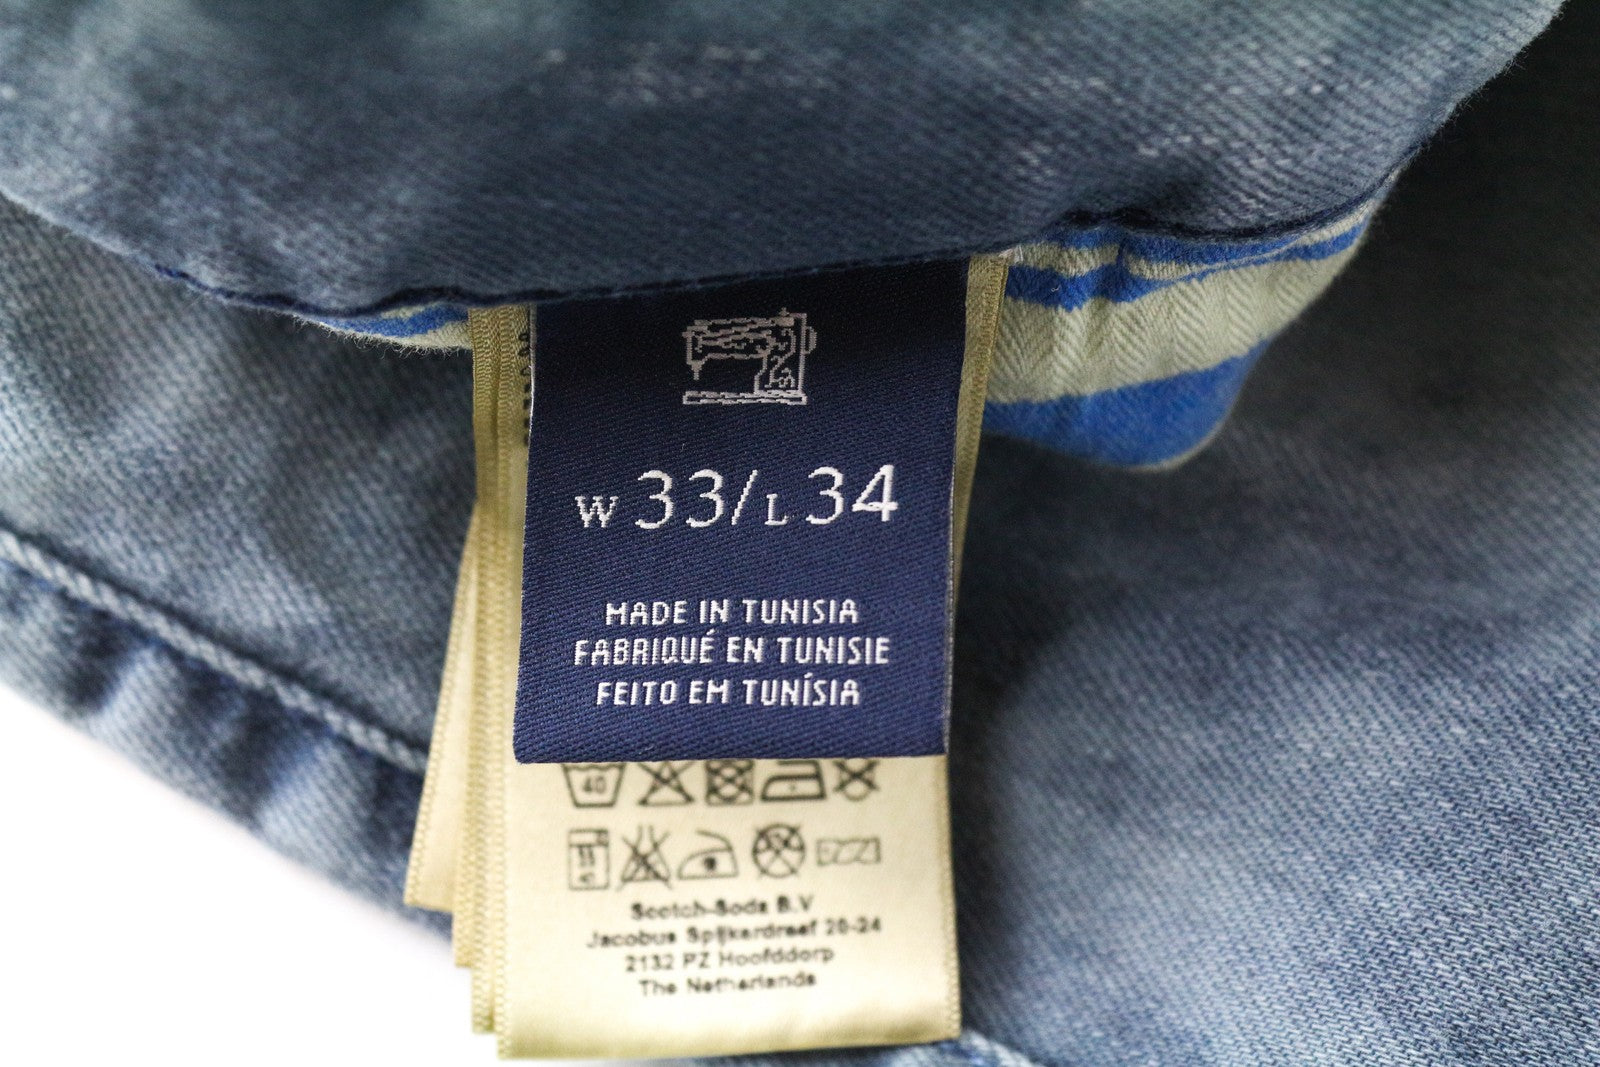 W 33/L 34
MADE IN TUNISIA
FABRIQUÉ EN TUNISIE
FEITO EM TUNÍSIA
40
Scotch-Soda B.V
Jacobus Spijkerdreef 20-24
2132 PZ Hoofddorp
The Netherlands